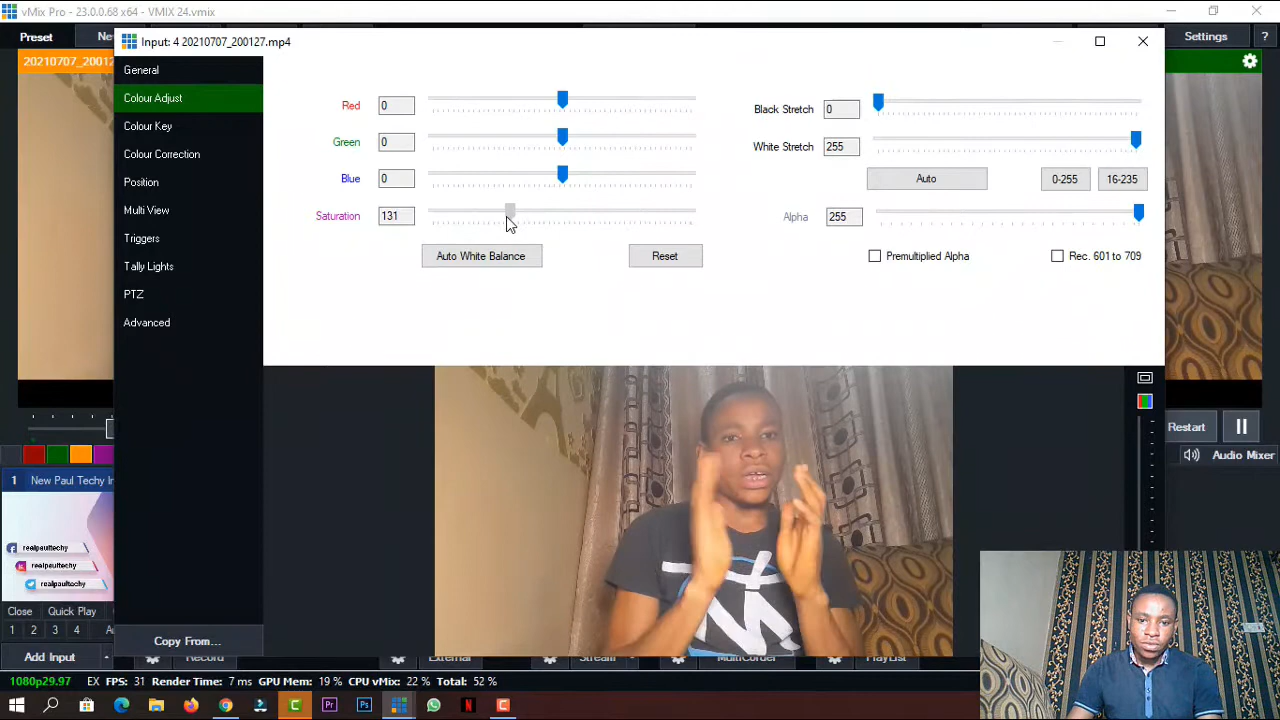 vMix Pro - 23.0.0.68 x64 - VMIX 24.vmix
Preset
Settings
?
Input: 4 20210707_200127.mp4
General
Colour Adjust
Colour Key
Colour Correction
Position
Multi View
Triggers
Tally Lights
PTZ
Advanced
Copy From...
Red 0
Green 0
Blue 0
Saturation 131
Auto White Balance
Reset
Black Stretch 0
White Stretch 255
Auto
0-255
16-235
Alpha 255
Premultiplied Alpha
Rec. 601 to 709
Restart
Audio Mixer
1 New Paul Techy
realpaultechy
realpaultechy
realpaultechy
Close Quick Play
1 2 3 4
Add Input
Record
External
Stream
MultiCorder
PlayList
1080p29.97 EX FPS: 31 Render Time: 7 ms GPU Mem: 19 % CPU vMix: 22 % Total: 52 %